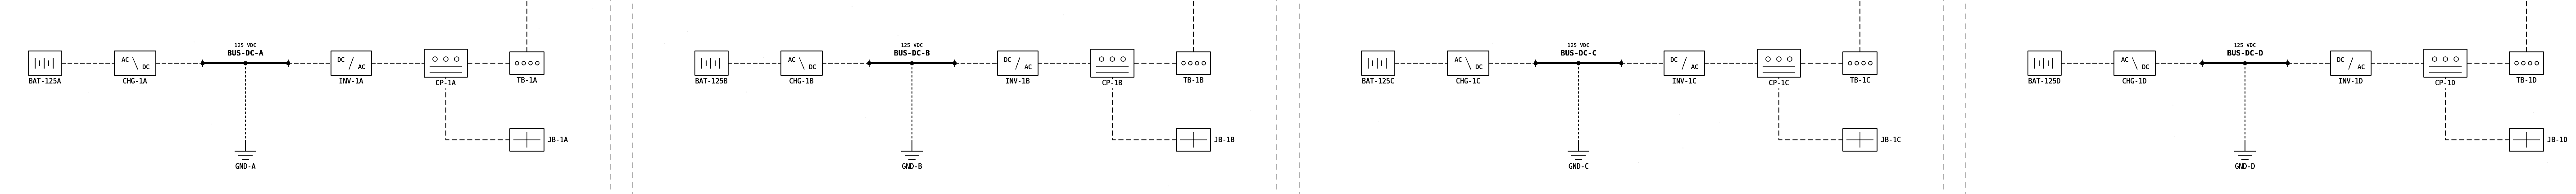 125 VDC
BUS-DC-A
AC
DC
DC
AC
BAT-125A
CHG-1A
INV-1A
CP-1A
TB-1A
JB-1A
GND-A
125 VDC
BUS-DC-B
AC
DC
DC
AC
BAT-125B
CHG-1B
INV-1B
CP-1B
TB-1B
JB-1B
GND-B
125 VDC
BUS-DC-C
AC
DC
DC
AC
BAT-125C
CHG-1C
INV-1C
CP-1C
TB-1C
JB-1C
GND-C
125 VDC
BUS-DC-D
AC
DC
DC
AC
BAT-125D
CHG-1D
INV-1D
CP-1D
TB-1D
JB-1D
GND-D